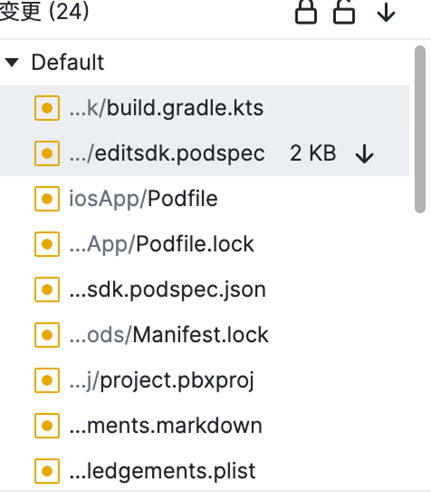 变更 (24)
Default
...k/build.gradle.kts
.../editsdk.podspec 2 KB
iosApp/Podfile
...App/Podfile.lock
...sdk.podspec.json
...ods/Manifest.lock
...j/project.pbxproj
...ments.markdown
...ledgements.plist